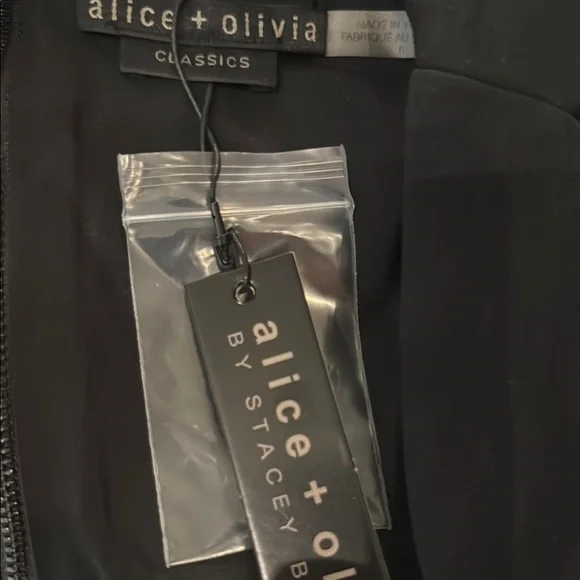 alice + olivia
CLASSICS
MADE IN
FABRIQUE AU
alice + ol
BY STACEY B